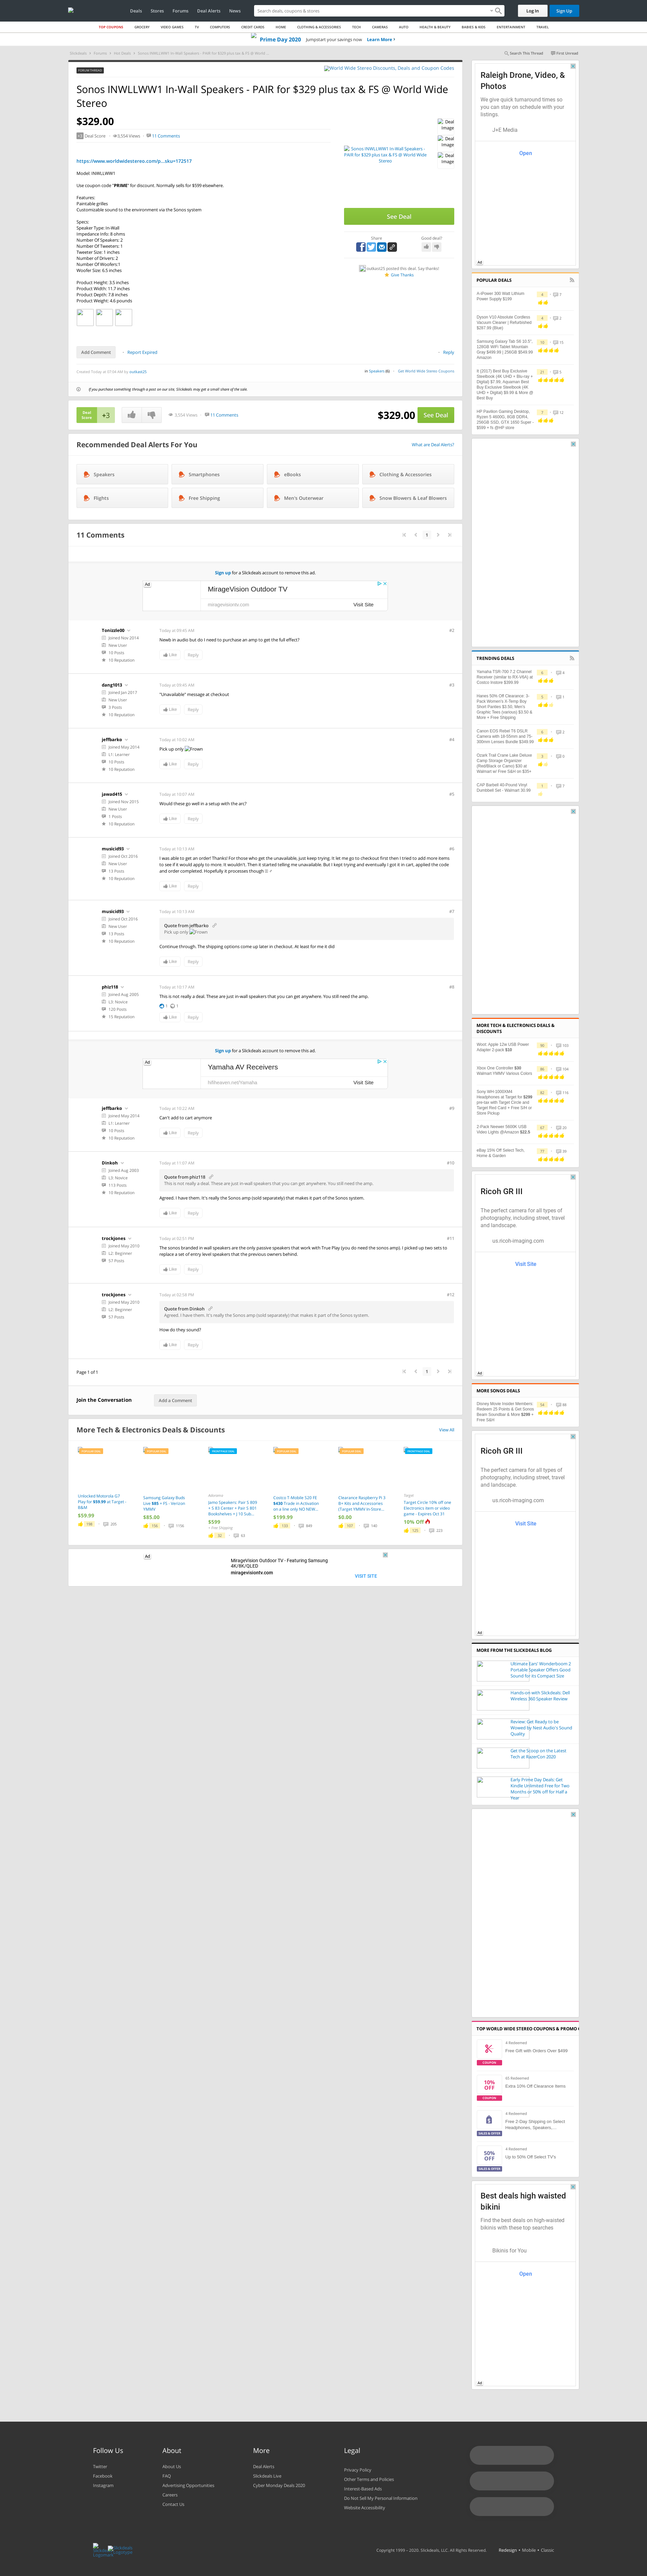 Deals Stores Forums Deal Alerts News
Search deals, coupons & stores
Log In
Sign Up
TOP COUPONS GROCERY VIDEO GAMES TV COMPUTERS CREDIT CARDS HOME CLOTHING & ACCESSORIES TECH CAMERAS AUTO HEALTH & BEAUTY BABIES & KIDS ENTERTAINMENT TRAVEL
Prime Day 2020 Jumpstart your savings now Learn More
Slickdeals > Forums > Hot Deals > Sonos INWLLWW1 In-Wall Speakers - PAIR for $329 plus tax & FS @ World
Search This Thread First Unread
FORUM THREAD
World Wide Stereo Discounts, Deals and Coupon Codes
Sonos INWLLWW1 In-Wall Speakers - PAIR for $329 plus tax & FS @ World Wide Stereo
$329.00
Deal Score 3,554 Views 11 Comments
https://www.worldwidestereo.com/p...sku=172517
Model: INWLLWW1
Use coupon code "PRIME" for discount. Normally sells for $599 elsewhere.
Features:
Paintable grilles
Customizable sound to the environment via the Sonos system
Specs:
Speaker Type: In-Wall
Impedance Info: 8 ohms
Number Of Speakers: 2
Number Of Tweeters: 1
Tweeter Size: 1 inches
Number of Drivers: 2
Number Of Woofers:1
Woofer Size: 6.5 inches
Product Height: 3.5 inches
Product Width: 11.7 inches
Product Depth: 7.8 inches
Product Weight: 4.6 pounds
Sonos INWLLWW1 In-Wall Speakers - PAIR for $329 plus tax & FS @ World Wide Stereo
Deal Image
Deal Image
Deal Image
See Deal
Share
Good deal?
posted this deal. Say thanks!
Give Thanks
Add Comment
Report Expired
Reply
Speakers (0) Get World Wide Stereo Coupons
If you purchase something through a post on our site, Slickdeals may get a small share of the sale.
Deal Score +3
3,554 Views 11 Comments
$329.00 See Deal
Recommended Deal Alerts For You
What are Deal Alerts?
Speakers Smartphones eBooks Clothing & Accessories
Flights Free Shipping Men's Outerwear Snow Blowers & Leaf Blowers
11 Comments
1
Sign up for a Slickdeals account to remove this ad.
Ad
MirageVision Outdoor TV
miragevisiontv.com
Visit Site
Tonizzle00
Joined Nov 2014
New User
10 Posts
10 Reputation
Today at 09:45 AM
#2
Newb in audio but do I need to purchase an amp to get the full effect?
Like Reply
dang1013
Joined Jan 2017
New User
3 Posts
10 Reputation
Today at 09:45 AM
#3
"Unavailable" message at checkout
Like Reply
jeffbarko
Joined May 2014
L1: Learner
10 Posts
10 Reputation
Today at 10:02 AM
#4
Pick up only Frown
Like Reply
jawad415
Joined Nov 2015
New User
1 Posts
10 Reputation
Today at 10:07 AM
#5
Would these go well in a setup with the arc?
Like Reply
musicid93
Joined Oct 2016
New User
13 Posts
10 Reputation
Today at 10:13 AM
#6
I was able to get an order! Thanks! For those who get the unavailable, just keep trying. It let me go to checkout first then I tried to add more items to see if it would apply to more. It wouldn't. Then it started telling me unavailable. But I kept trying and eventually it let it apply, called the code and the order completed. Hopefully it processes though
Like Reply
musicid93
Joined Oct 2016
New User
13 Posts
10 Reputation
Today at 10:14 AM
#7
Quote from jeffbarko
Pick up only Frown
Continue through. The shipping options come up later in checkout. At least for me it did
Like Reply
phiz118
Joined Aug 2005
L3: Novice
120 Posts
15 Reputation
Today at 10:17 AM
#8
This is not really a deal. These are just in-wall speakers that you can get anywhere. You still need the amp.
1 1
Like Reply
Sign up for a Slickdeals account to remove this ad.
Ad
Yamaha AV Receivers
hifiheaven.net/Yamaha
Visit Site
jeffbarko
Joined May 2014
L1: Learner
10 Posts
10 Reputation
Today at 10:22 AM
#9
Can't add to cart anymore
Like Reply
Dinkoh
Joined Aug 2003
L3: Novice
113 Posts
10 Reputation
Today at 11:07 AM
#10
Quote from phiz118
This is not really a deal. These are just in-wall speakers that you can get anywhere. You still need the amp.
Agreed. I have them. It's really the Sonos amp (sold separately) that makes it part of the Sonos system.
Like Reply
trockjones
Joined May 2010
L2: Beginner
57 Posts
Today at 02:51 PM
#11
The sonos branded in wall speakers are the only passive speakers that work with True Play (you do need the sonos amp). I picked up two sets to replace a set of entry level speakers that the previous owners behind.
Like Reply
trockjones
Joined May 2010
L2: Beginner
57 Posts
Today at 02:54 PM
#12
Quote from Dinkoh
Agreed. I have them. It's really the Sonos amp (sold separately) that makes it part of the Sonos system.
How do they sound?
Like Reply
Page 1 of 1
1
Join the Conversation
Add a Comment
More Tech & Electronics Deals & Discounts
View All
Unlocked Motorola G7 Play for $59.99 at Target - B&M
$59.99
Samsung Galaxy Buds Live $85 + FS - Verizon YMMV
$85.00
Adorama
Jamo Speakers: Pair S 809 + S 83 Center + Pair S 801 Bookshelves + J 10 Sub...
$599
+ Free Shipping
Costco T-Mobile S20 FE $430 Trade in Activation on a line only NO NEW...
$199.99
Clearance Raspberry Pi 3 B+ Kits and Accessories (Target YMMV In Store...
$0.00
Target
Target Circle 10% off one Electronics item or video game - Expires Oct 31
10% Off
Ad
MirageVision Outdoor TV - Featuring Samsung 4K/8K/QLED
miragevisiontv.com
VISIT SITE
Raleigh Drone, Video, & Photos
We give quick turnaround times so you can stay on schedule with your listings
J+E Media
Open
Ad
POPULAR DEALS
A-iPower 300 Watt Lithium Power Supply $199
Dyson V10 Absolute Cordless Vacuum Cleaner | Refurbished $287.99 (Blue)
Samsung Galaxy Tab S6 10.5" 128GB WiFi Tablet Mountain Gray $499.99 | 256GB $549.99 Amazon
It (2017) Best Buy Exclusive Steelbook (4K UHD + Blu-ray + Digital) $7.99; Aquaman Best Buy Exclusive Steelbook (4K UHD + Digital) $9.99 & More @ Best Buy
HP Pavilion Gaming Desktop, Ryzen 5 4600G, 8GB DDR4, 256GB SSD, GTX 1650 Super - $599 + fs @HP store
TRENDING DEALS
Yamaha TSR-700 7.2 Channel Receiver (similar to RX-V6A) at Costco Instore $399.99
Hanes 50% Off Clearance: 3-Pack Women's X-Temp Boy Short Panties $3.50, Men's Graphic Tees (various) $3.50 & More + Free Shipping
Canon EOS Rebel T6 DSLR Camera with 18-55mm and 75-300mm Lenses Bundle $349.99
Ozark Trail Crane Lake Deluxe Camp Storage Organizer (Red/Black or Camo) $30 at Walmart w/ Free S&H on $35+
CAP Barbell 40-Pound Vinyl Dumbbell Set - Walmart 39.98
MORE TECH & ELECTRONICS DEALS & DISCOUNTS
Woot: Apple 12w USB Power Adapter 2-pack $10
Xbox One Controller $30 Walmart YMMV Various Colors
Sony WH-1000XM4 Headphones at Target for $299 pre-tax with Target Circle and Target Red Card + Free S/H or Store Pickup
2-Pack Neewer 5600K USB Video Lights @Amazon $22.8
eBay 15% Off Select Tech, Home & Garden
Ricoh GR III
The perfect camera for all types of photography, including street, travel and landscape.
us.ricoh-imaging.com
Visit Site
Ad
MORE SONOS DEALS
Disney Movie Insider Members: Redeem 25 Points & Get Sonos Beam Soundbar & More $299 + Free S&H
Ricoh GR III
The perfect camera for all types of photography, including street, travel and landscape.
us.ricoh-imaging.com
Visit Site
Ad
MORE FROM THE SLICKDEALS BLOG
Ultimate Ears' Wonderboom 2 Portable Speaker Offers Good Sound for its Compact Size
Hands-on with Slickdeals: Dell Wireless 360 Speaker Review
Review: Get Ready to be Wowed by Nest Audio's Sound Quality
Get the Scoop on the Latest Tech at RazerCon 2020
Early Prime Day Deals: Get Kindle Unlimited Free for Two Months or 50% off for Half a Year
TOP WORLD WIDE STEREO COUPONS & PROMO
COUPON
Free Gift with Orders Over $499
10% OFF
COUPON
Extra 10% Off Clearance Items
SALES & OFFER
Free 2-Day Shipping on Select Headphones, Speakers,...
50% OFF
SALES & OFFER
Up to 50% Off Select TV's
Best deals high waisted bikini
Find the best deals on high-waisted bikinis with these top searches
Bikinis for You
Open
Ad
Follow Us
Twitter
Facebook
Instagram
About
About Us
FAQ
Advertising Opportunities
Careers
Contact Us
More
Deal Alerts
Slickdeals Live
Cyber Monday Deals 2020
Legal
Privacy Policy
Other Terms and Policies
Interest-Based Ads
Do Not Sell My Personal Information
Website Accessibility
Copyright 1999 - 2020. Slickdeals, LLC. All Rights Reserved. Redesign • Mobile • Classic